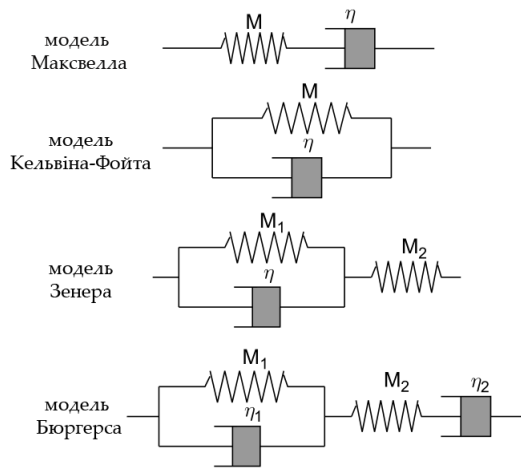 модель
Максвелла
M
η
модель
Кельвіна-Фойта
M
η
модель
Зенера
M₁
η
M₂
модель
Бюргерса
M₁
η₁
M₂
η₂